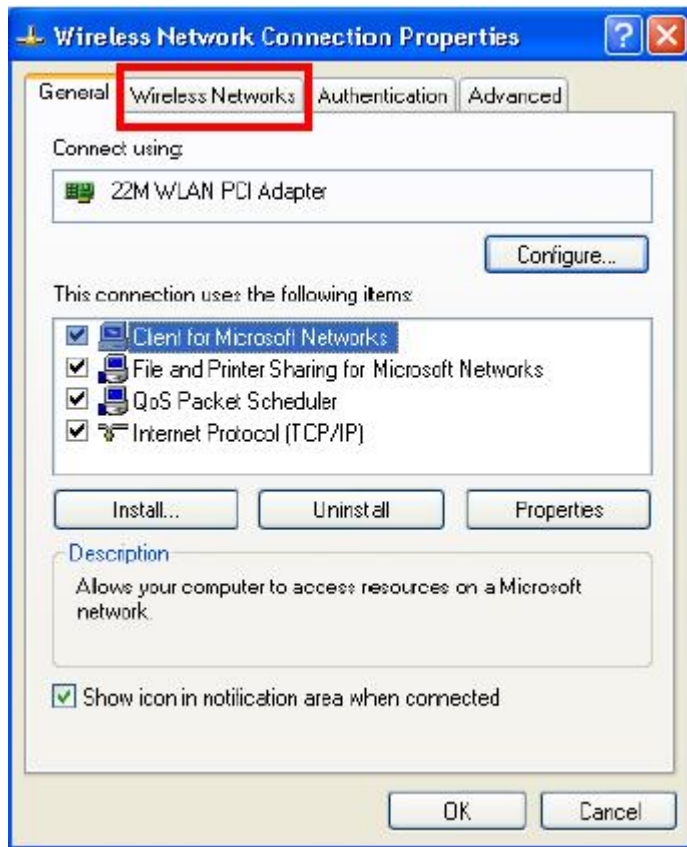 Wireless Network Connection Properties
General Wireless Networks Authentication Advanced
Connect using:
22M WLAN PCI Adapter
Configure...
This connection uses the following items:
Client for Microsoft Networks
File and Printer Sharing for Microsoft Networks
QoS Packet Scheduler
Internet Protocol (TCP/IP)
Install... Uninstall Properties
Description
Allows your computer to access resources on a Microsoft
network.
Show icon in notification area when connected
OK Cancel